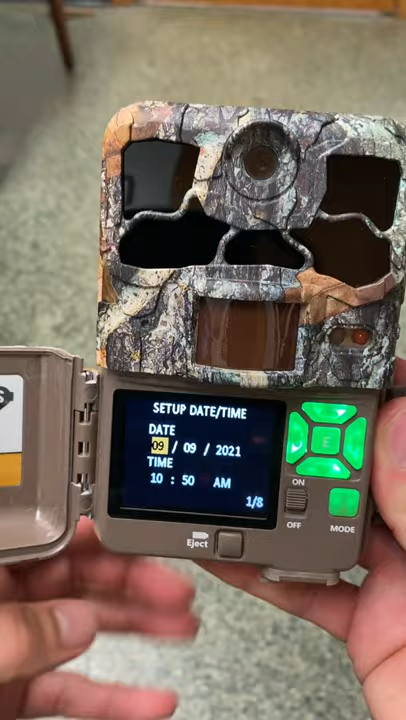 SETUP DATE/TIME
DATE
09 / 09 / 2021
TIME
10 : 50 AM
1/8
E
ON
OFF
MODE
Eject